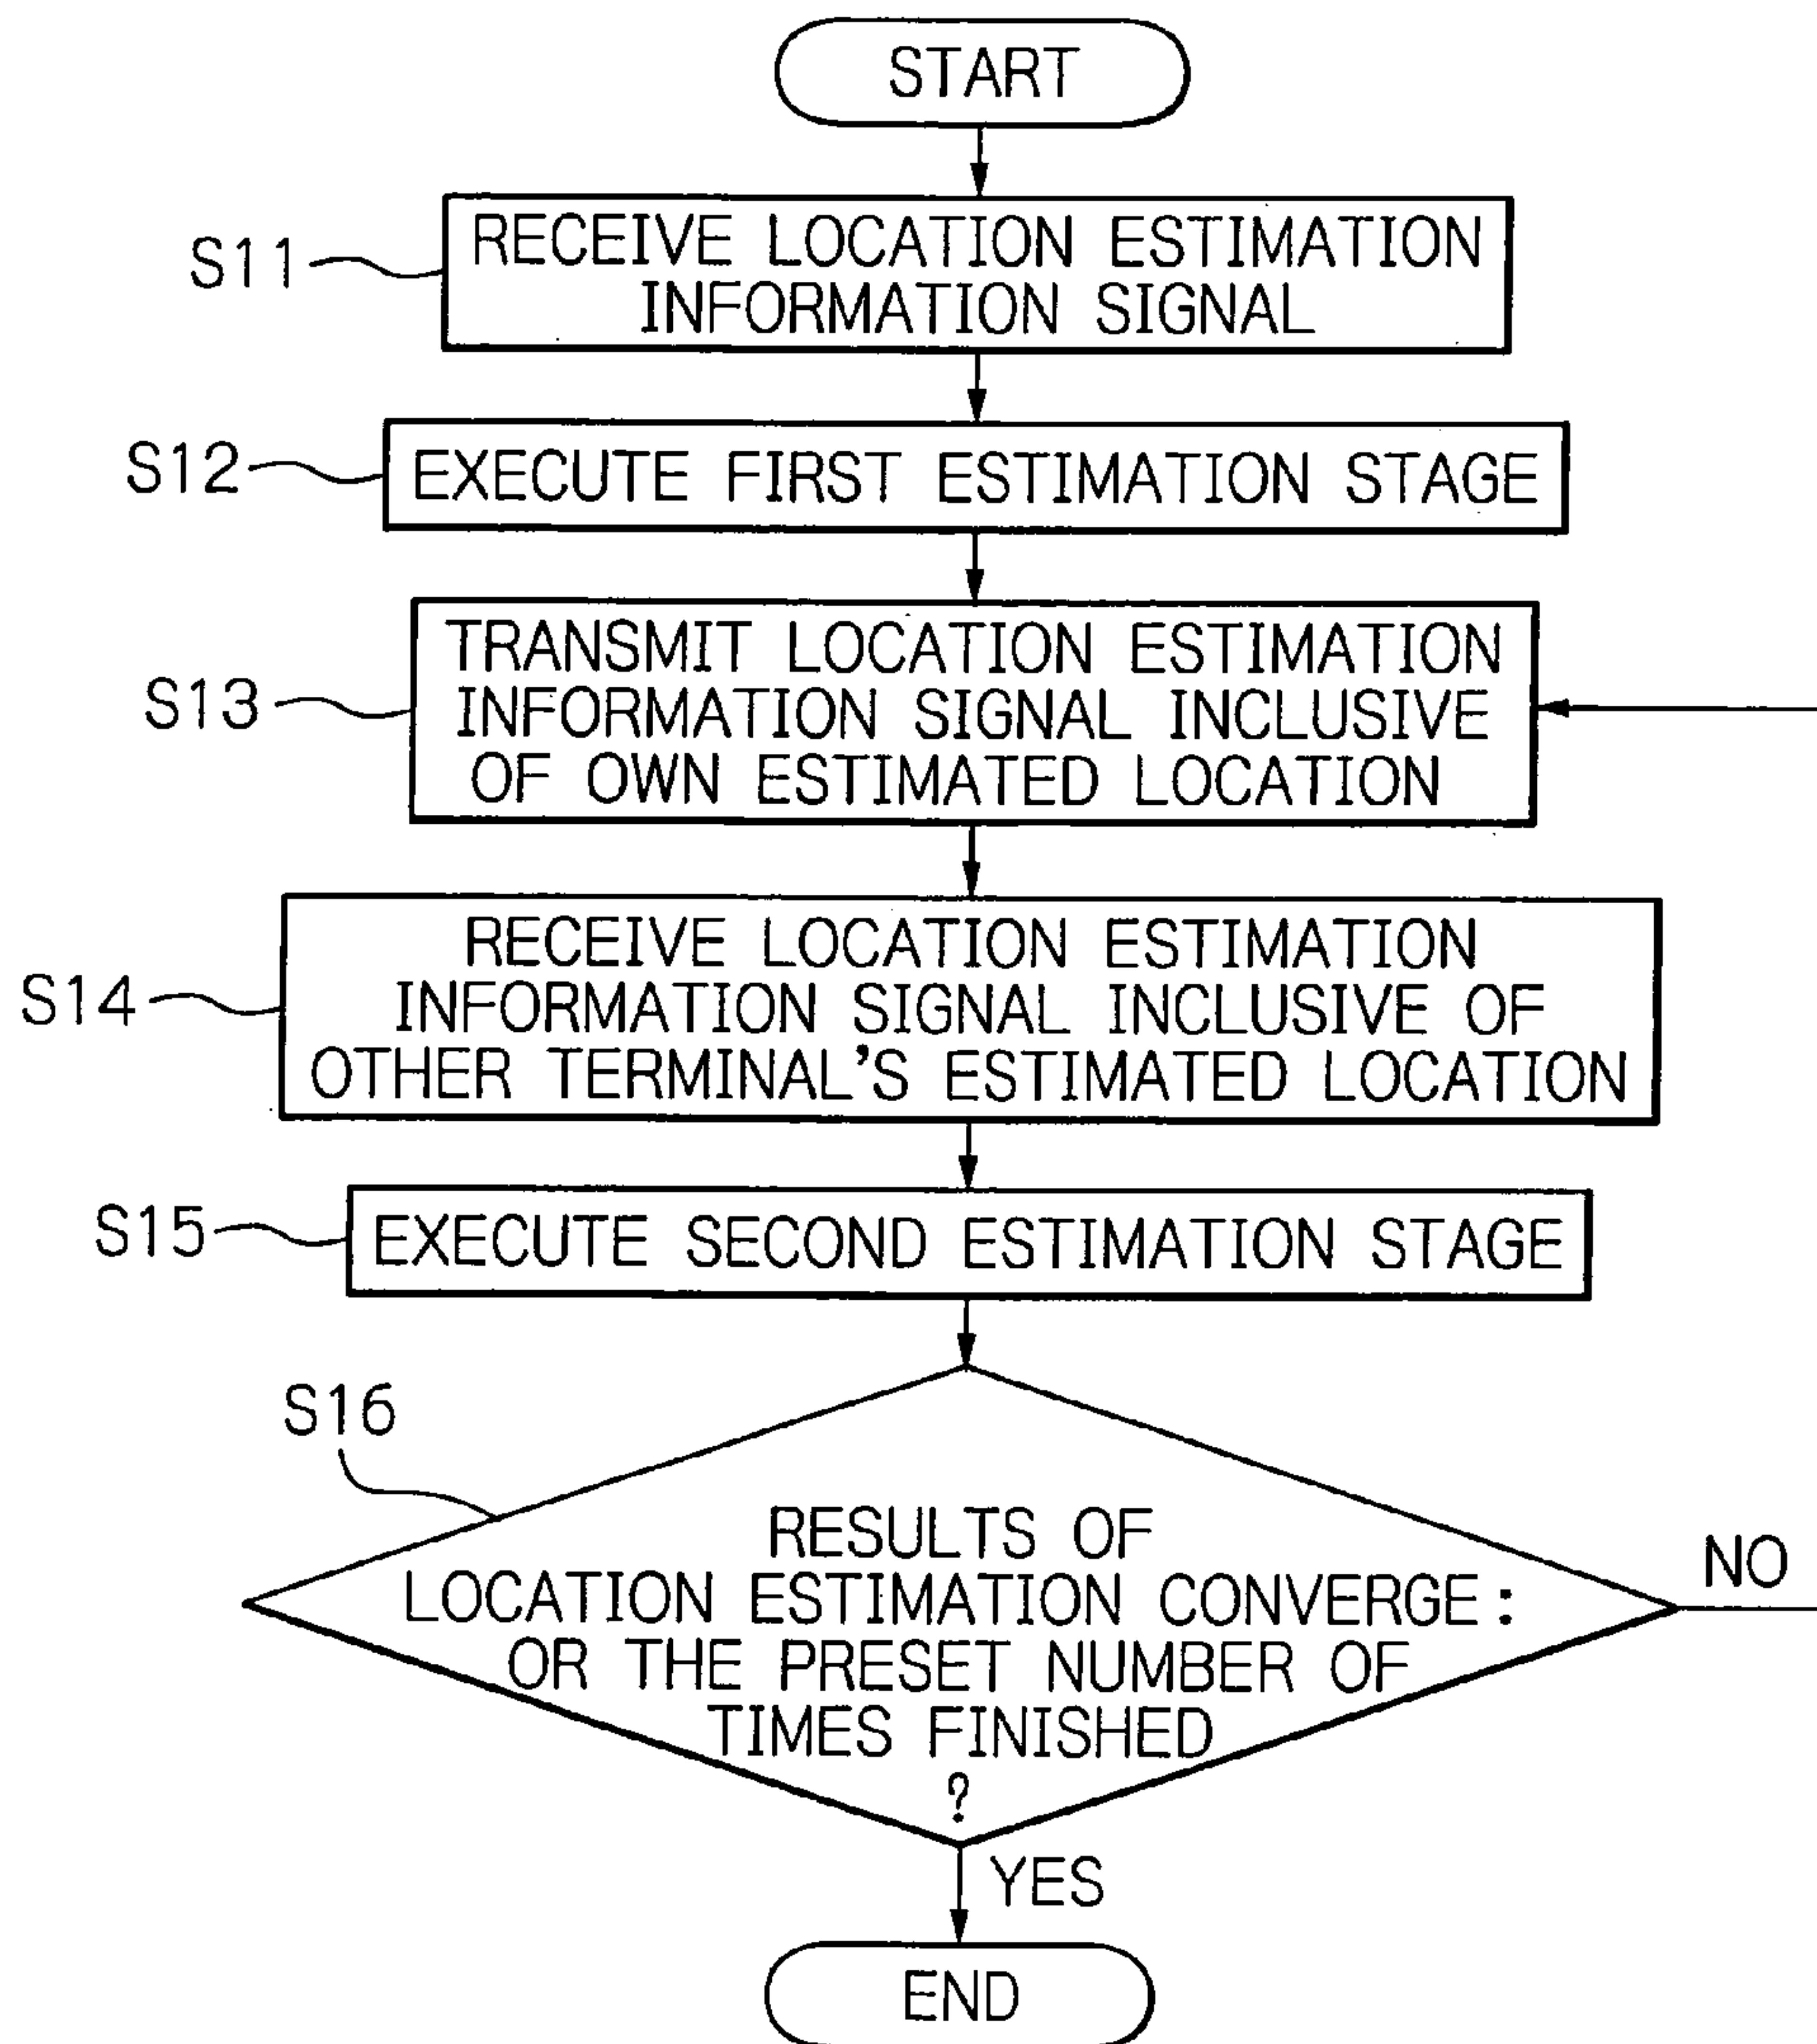 START
S11
RECEIVE LOCATION ESTIMATION
INFORMATION SIGNAL
S12
EXECUTE FIRST ESTIMATION STAGE
S13
TRANSMIT LOCATION ESTIMATION
INFORMATION SIGNAL INCLUSIVE
OF OWN ESTIMATED LOCATION
S14
RECEIVE LOCATION ESTIMATION
INFORMATION SIGNAL INCLUSIVE OF
OTHER TERMINAL'S ESTIMATED LOCATION
S15
EXECUTE SECOND ESTIMATION STAGE
S16
RESULTS OF
LOCATION ESTIMATION CONVERGE:
OR THE PRESET NUMBER OF
TIMES FINISHED
?
NO
YES
END